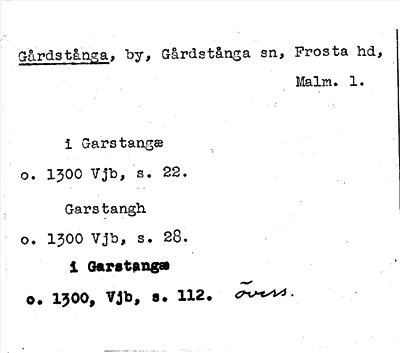 Gårdstånga, by, Gårdstånga sn, Frosta hd,
Malm. l.
i Garstangæ
o. 1300 Vjb, s. 22.
Garstangh
o. 1300 Vjb, s. 28.
i Garstangæ
o. 1300, Vjb, s. 112. övers.